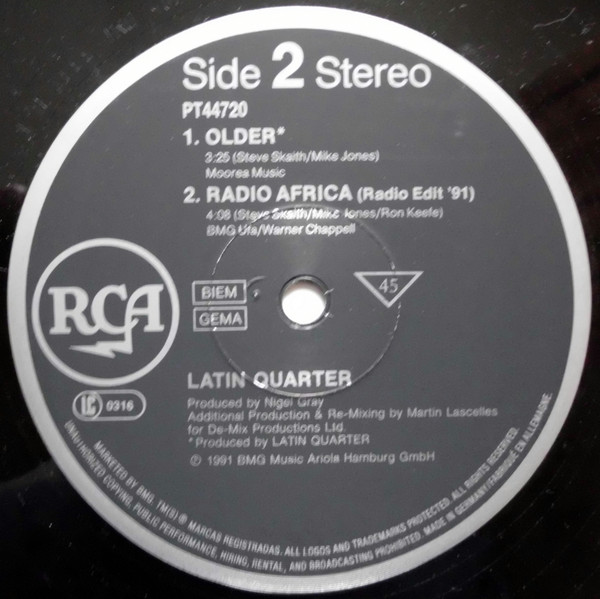 Side 2 Stereo
PT44720
1. OLDER*
3:25 (Steve Skaith/Mike Jones)
Moorea Music
2. RADIO AFRICA (Radio Edit '91)
4:08 (Steve Skaith/Mike Jones/Ron Keefe)
BMG Ufa/Warner Chappell
RCA
BIEM
GEMA
45
LATIN QUARTER
LC 0316
Produced by Nigel Gray
Additional Production & Re-Mixing by Martin Lascelles
for De-Mix Productions Ltd.
*Produced by LATIN QUARTER
℗ 1991 BMG Music Ariola Hamburg GmbH
MARKETED BY BMG. TM(S) ® MARCAS REGISTRADAS. ALL LOGOS AND TRADEMARKS PROTECTED. ALL RIGHTS RESERVED.
UNAUTHORIZED COPYING, PUBLIC PERFORMANCE, HIRING, RENTAL, AND BROADCASTING PROHIBITED. MADE IN GERMANY/FABRIQUÉ EN ALLEMAGNE.